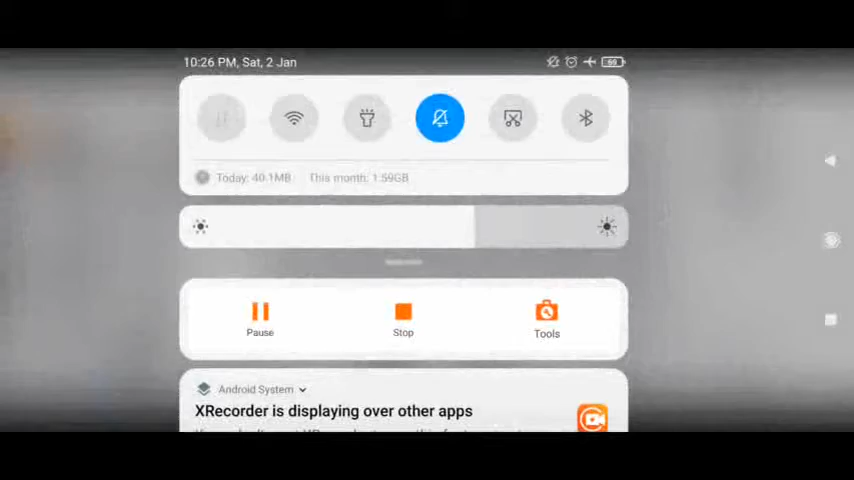 10:26 PM, Sat, 2 Jan
69
Today: 40.1MB This month: 1.59GB
Pause
Stop
Tools
Android System
XRecorder is displaying over other apps